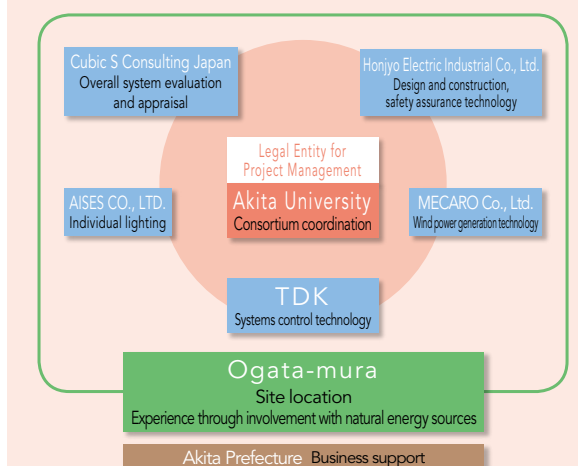 Cubic S Consulting Japan
Overall system evaluation
and appraisal
Honjyo Electric Industrial Co., Ltd.
Design and construction,
safety assurance technology
Legal Entity for
Project Management
Akita University
Consortium coordination
AISES CO., LTD.
Individual lighting
MECARO Co., Ltd.
Wind power generation technology
TDK
Systems control technology
Ogata-mura
Site location
Experience through involvement with natural energy sources
Akita Prefecture Business support